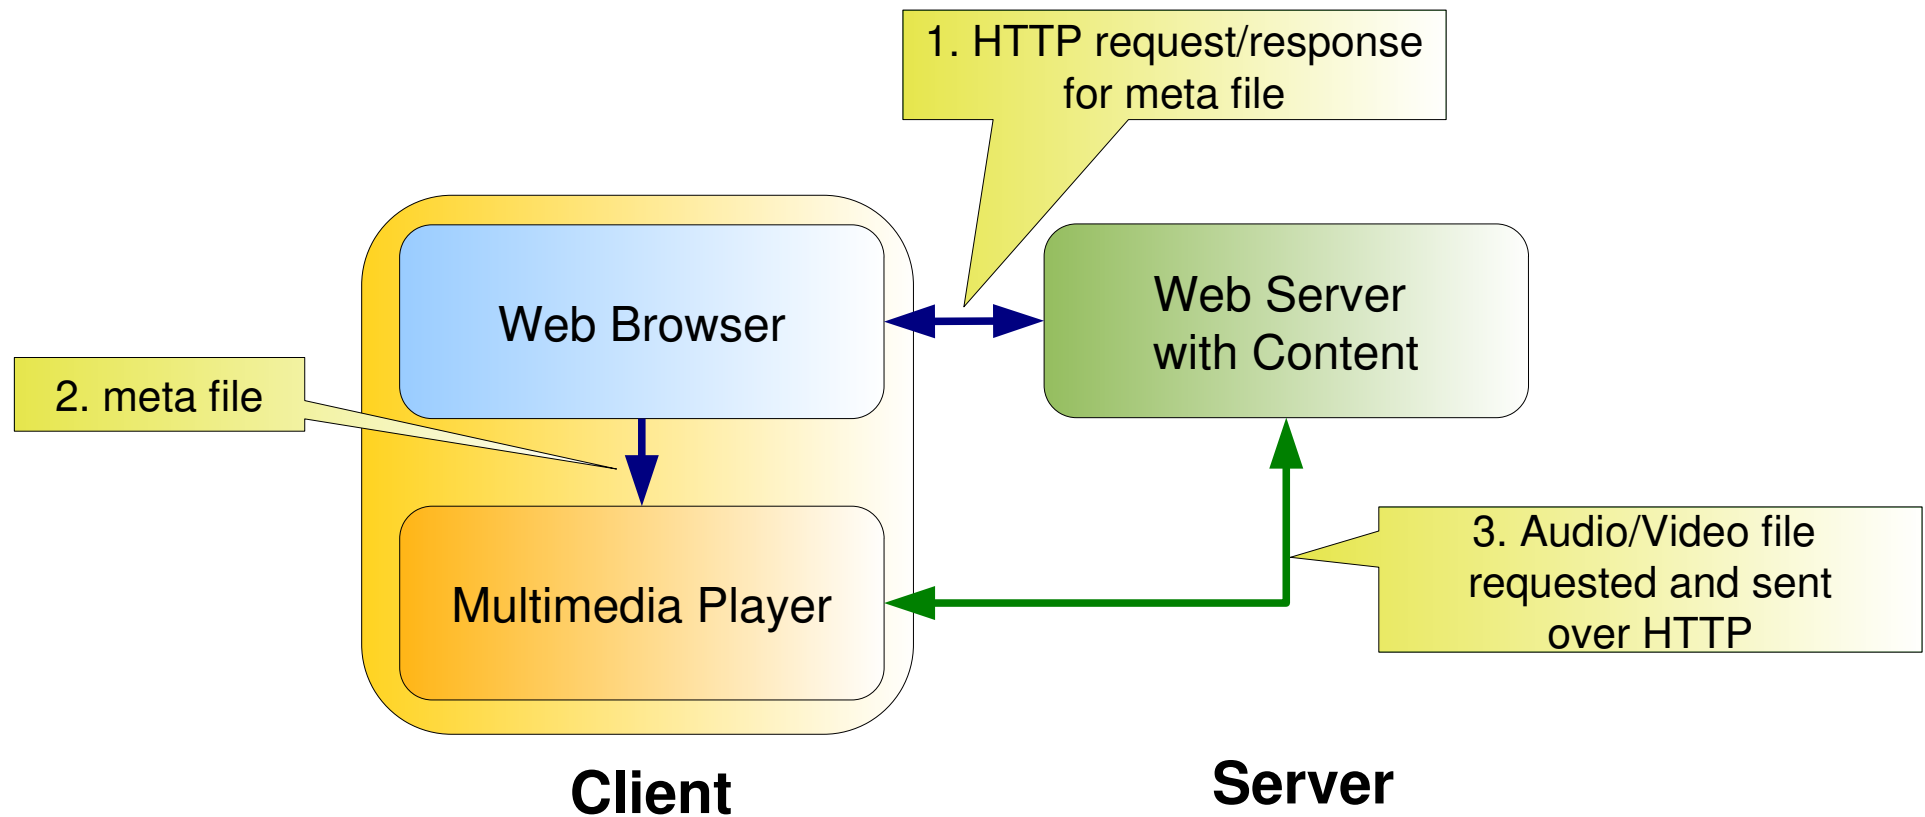 1. HTTP request/response
for meta file
Web Browser
Web Server
with Content
2. meta file
Multimedia Player
3. Audio/Video file
requested and sent
over HTTP
Client
Server